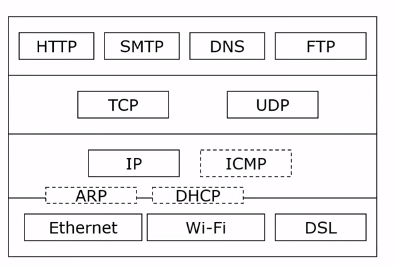 HTTP SMTP DNS FTP
TCP UDP
IP ICMP
ARP DHCP
Ethernet Wi-Fi DSL